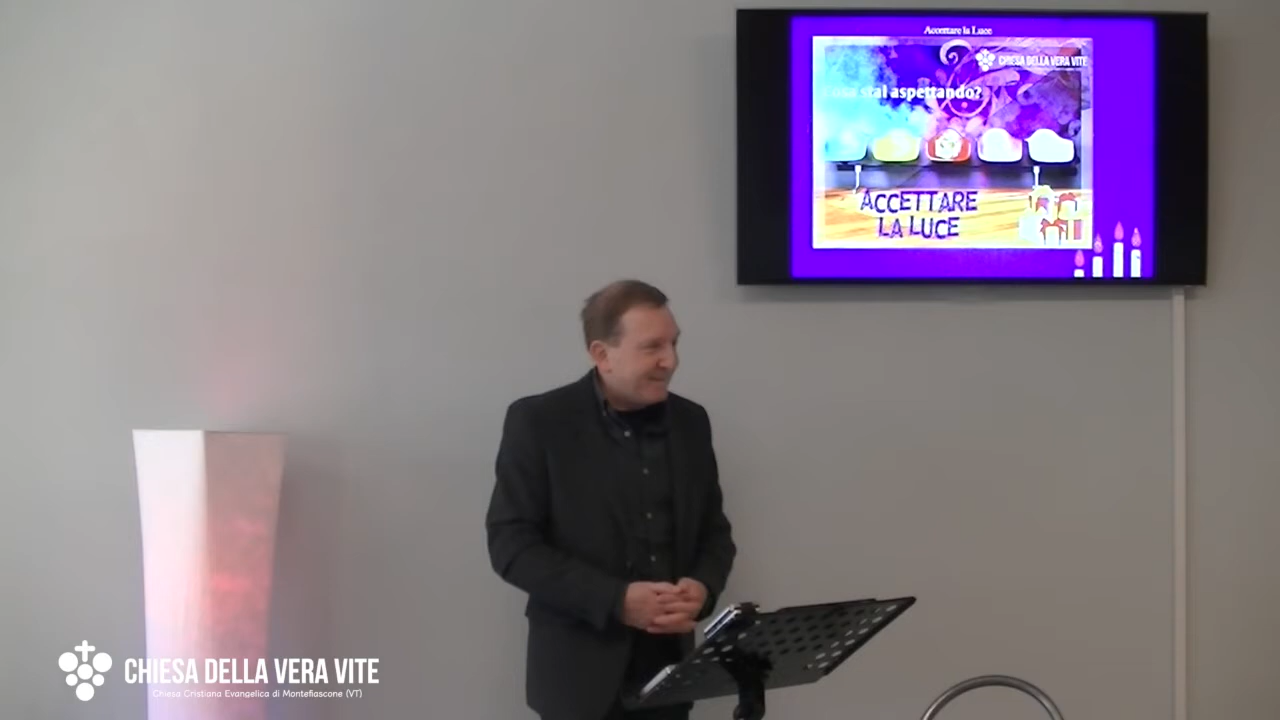 Accettare la Luce
CHIESA DELLA VERA VITE
stai aspettando?
ACCETTARE
LA LUCE
CHIESA DELLA VERA VITE
Chiesa Cristiana Evangelica di Montefiascone (VT)